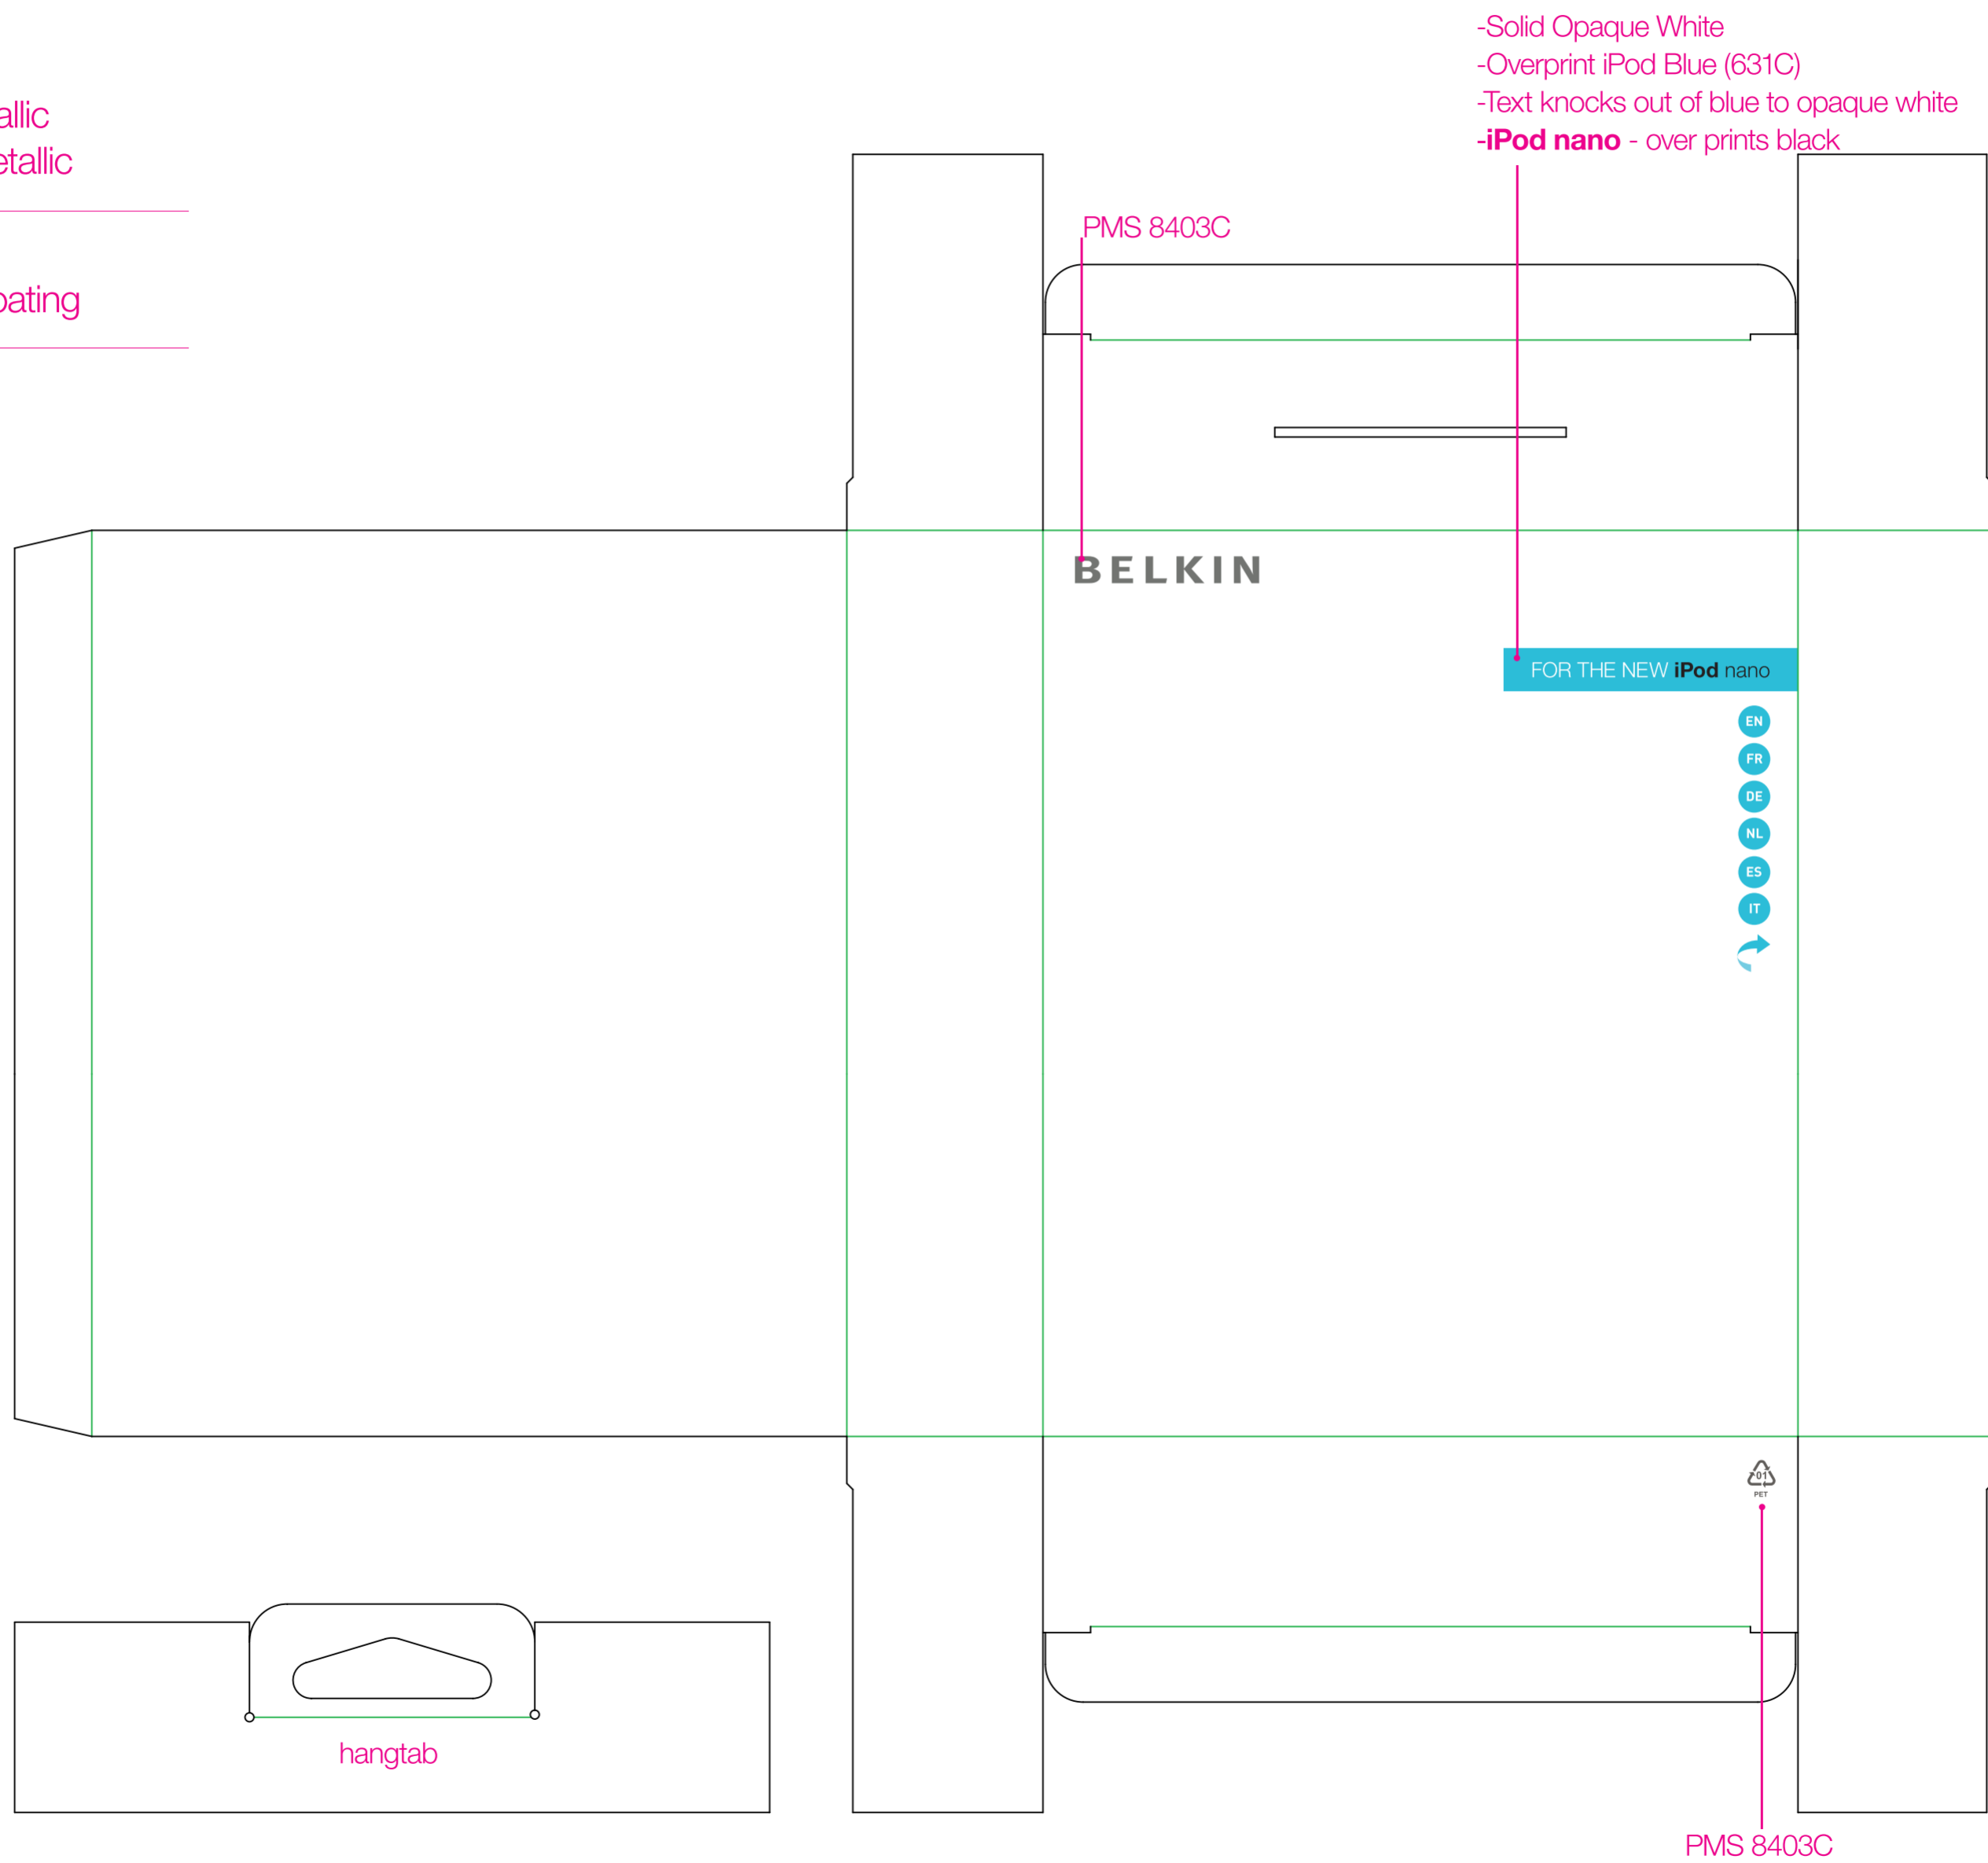 -Solid Opaque White
-Overprint iPod Blue (631C)
-Text knocks out of blue to opaque white
-iPod nano - over prints black
allic
etallic
oating
PMS 8403C
BELKIN
FOR THE NEW iPod nano
EN
FR
DE
NL
ES
IT
01
PET
hangtab
PMS 8403C